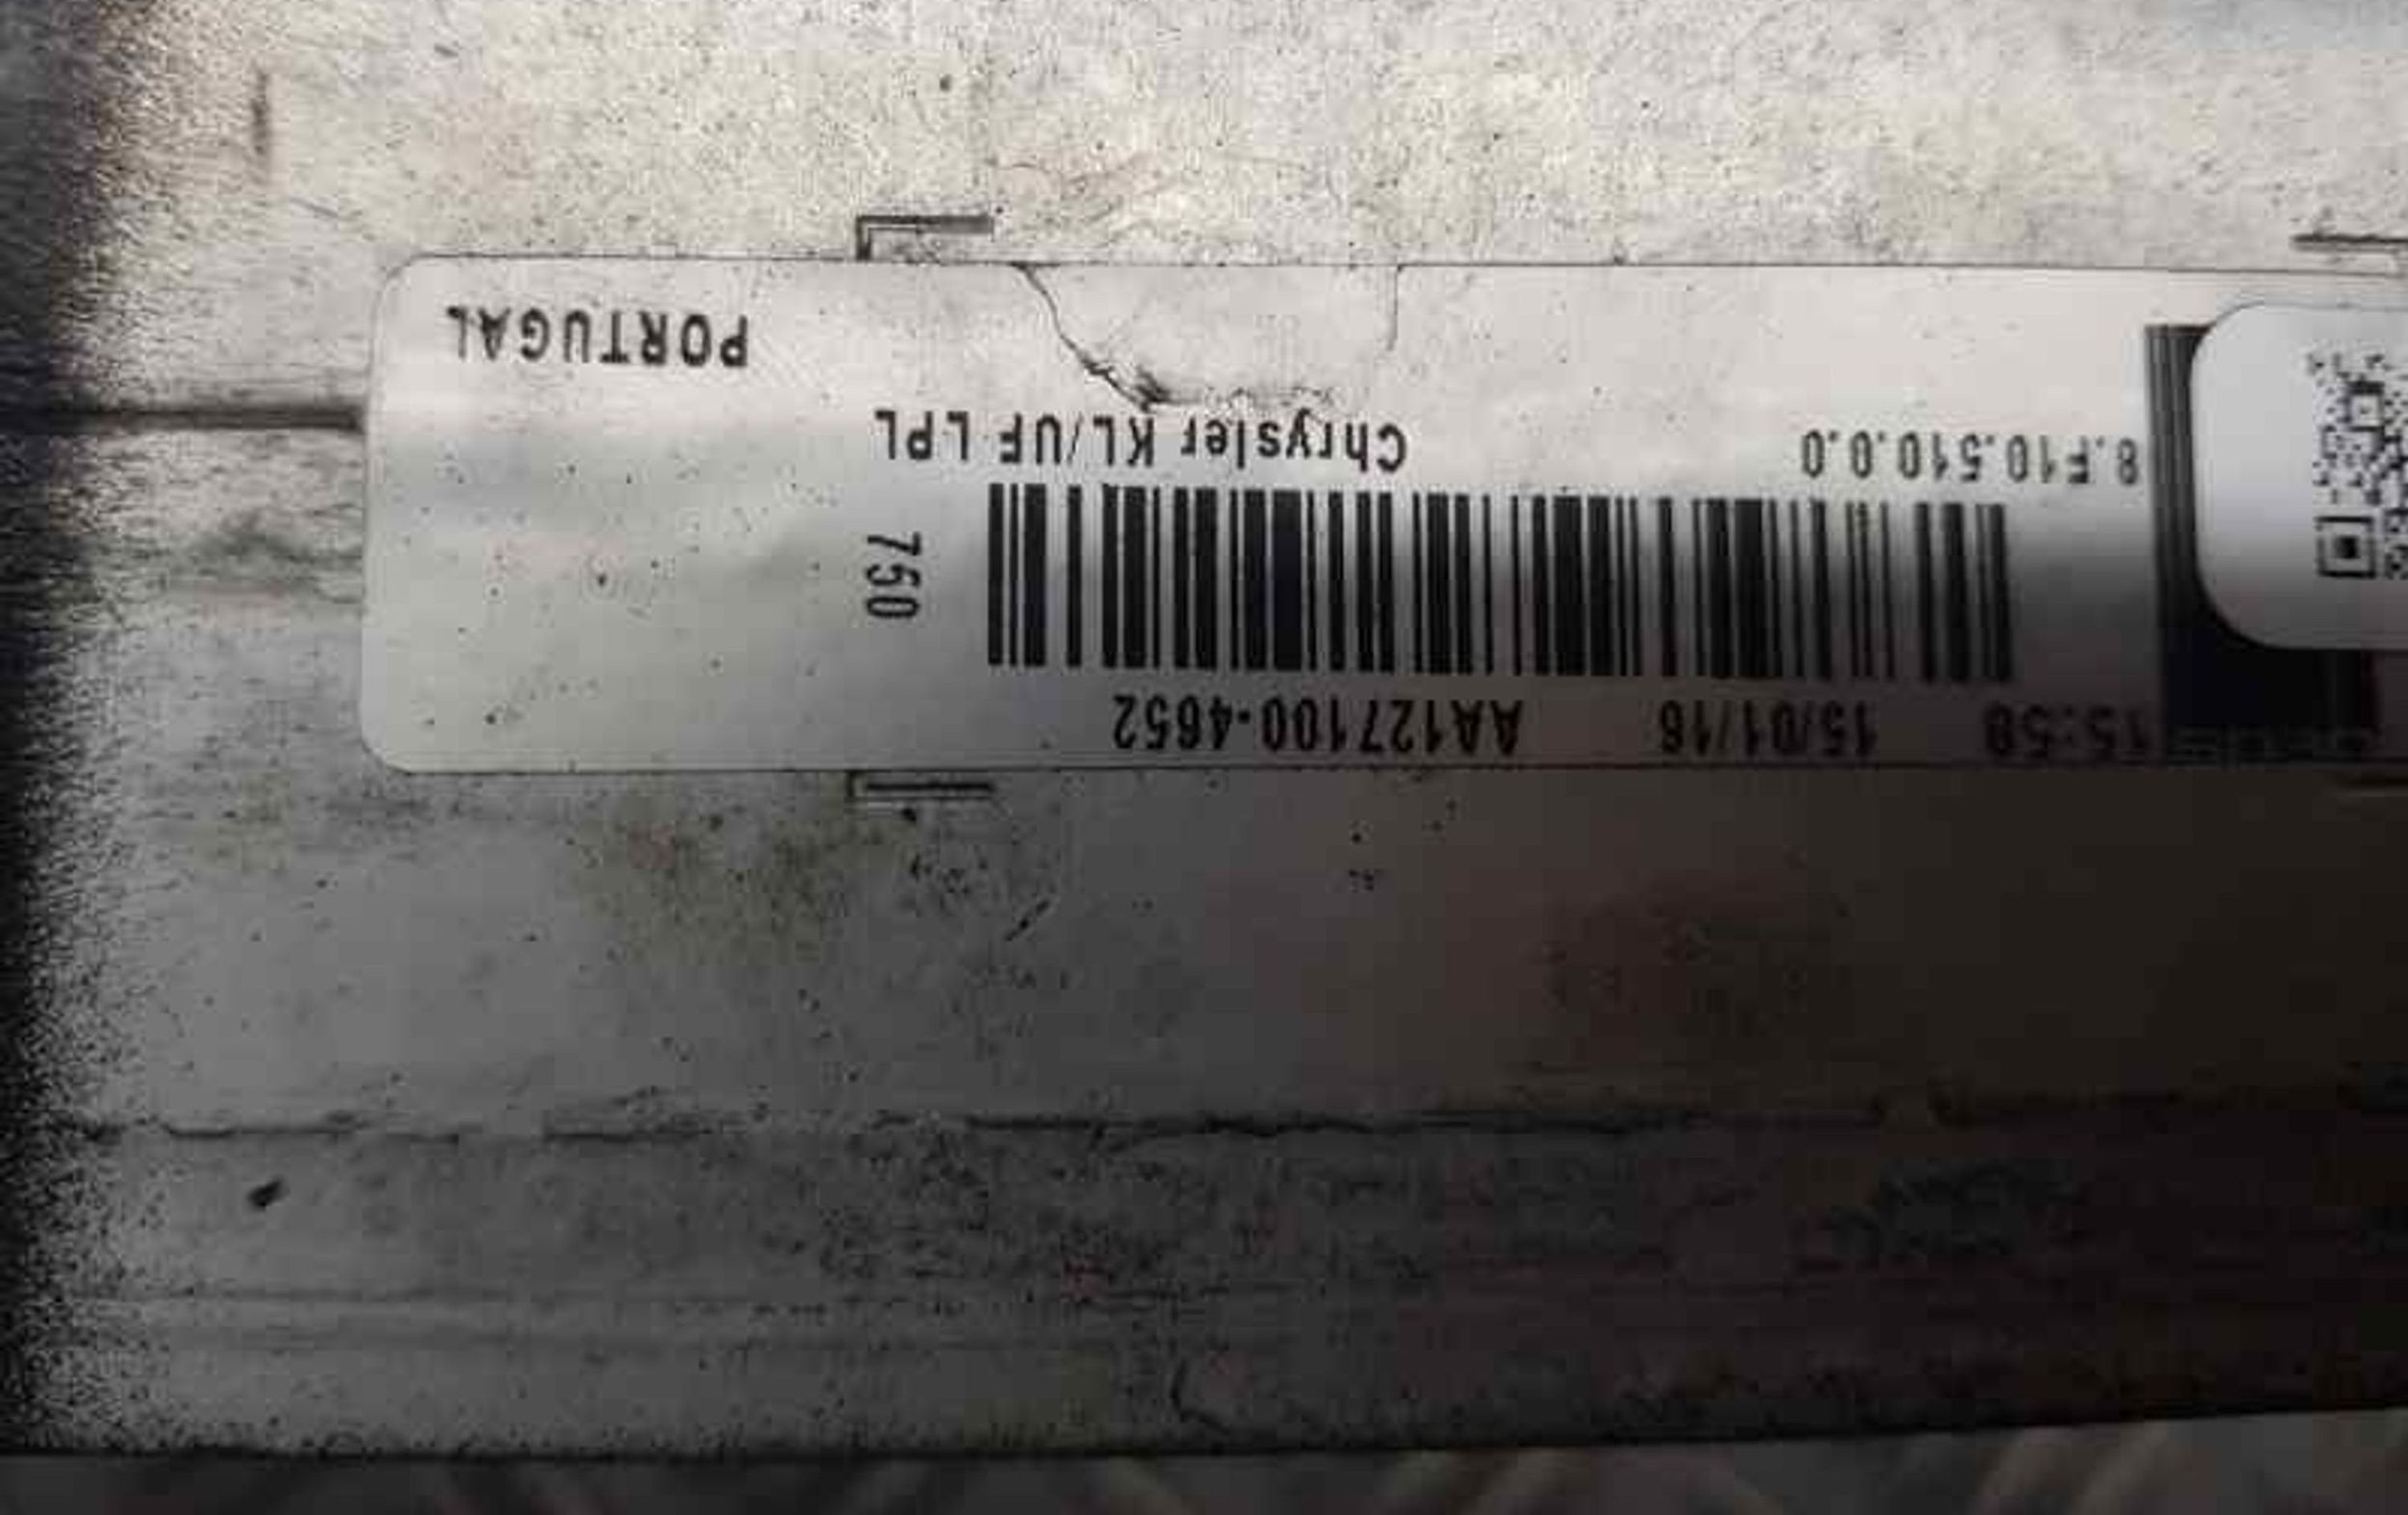 15:58 15/01/16 AA127100-4652
750
8.F10.510.0.0 Chrysler KL/UF LPL
PORTUGAL